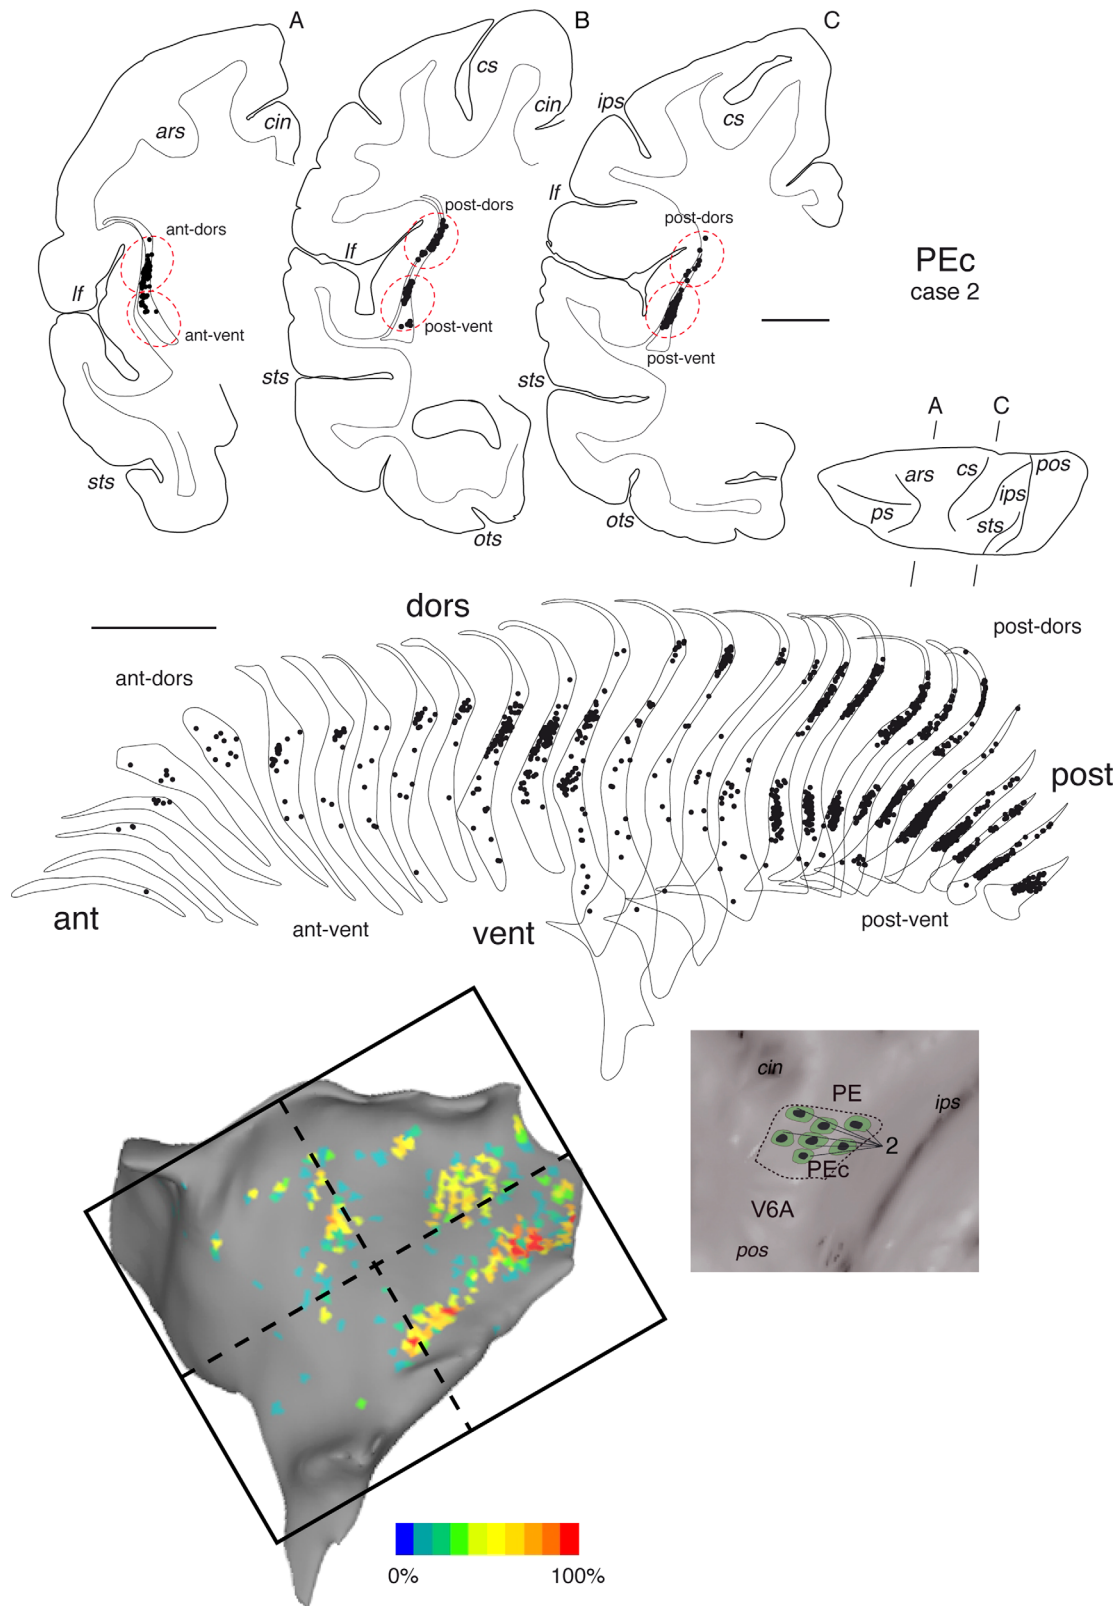 A
B
C
cs
cin
ars
cin
ips
cs
lf
post-dors
post-dors
ant-dors
lf
lf
PEc
case 2
ant-vent
post-vent
post-vent
sts
sts
sts
ots
ots
A
C
ars
cs
pos
ps
ips
sts
dors
post-dors
ant-dors
post
ant
ant-vent
vent
post-vent
cin
PE
ips
2
PEc
V6A
pos
0%
100%